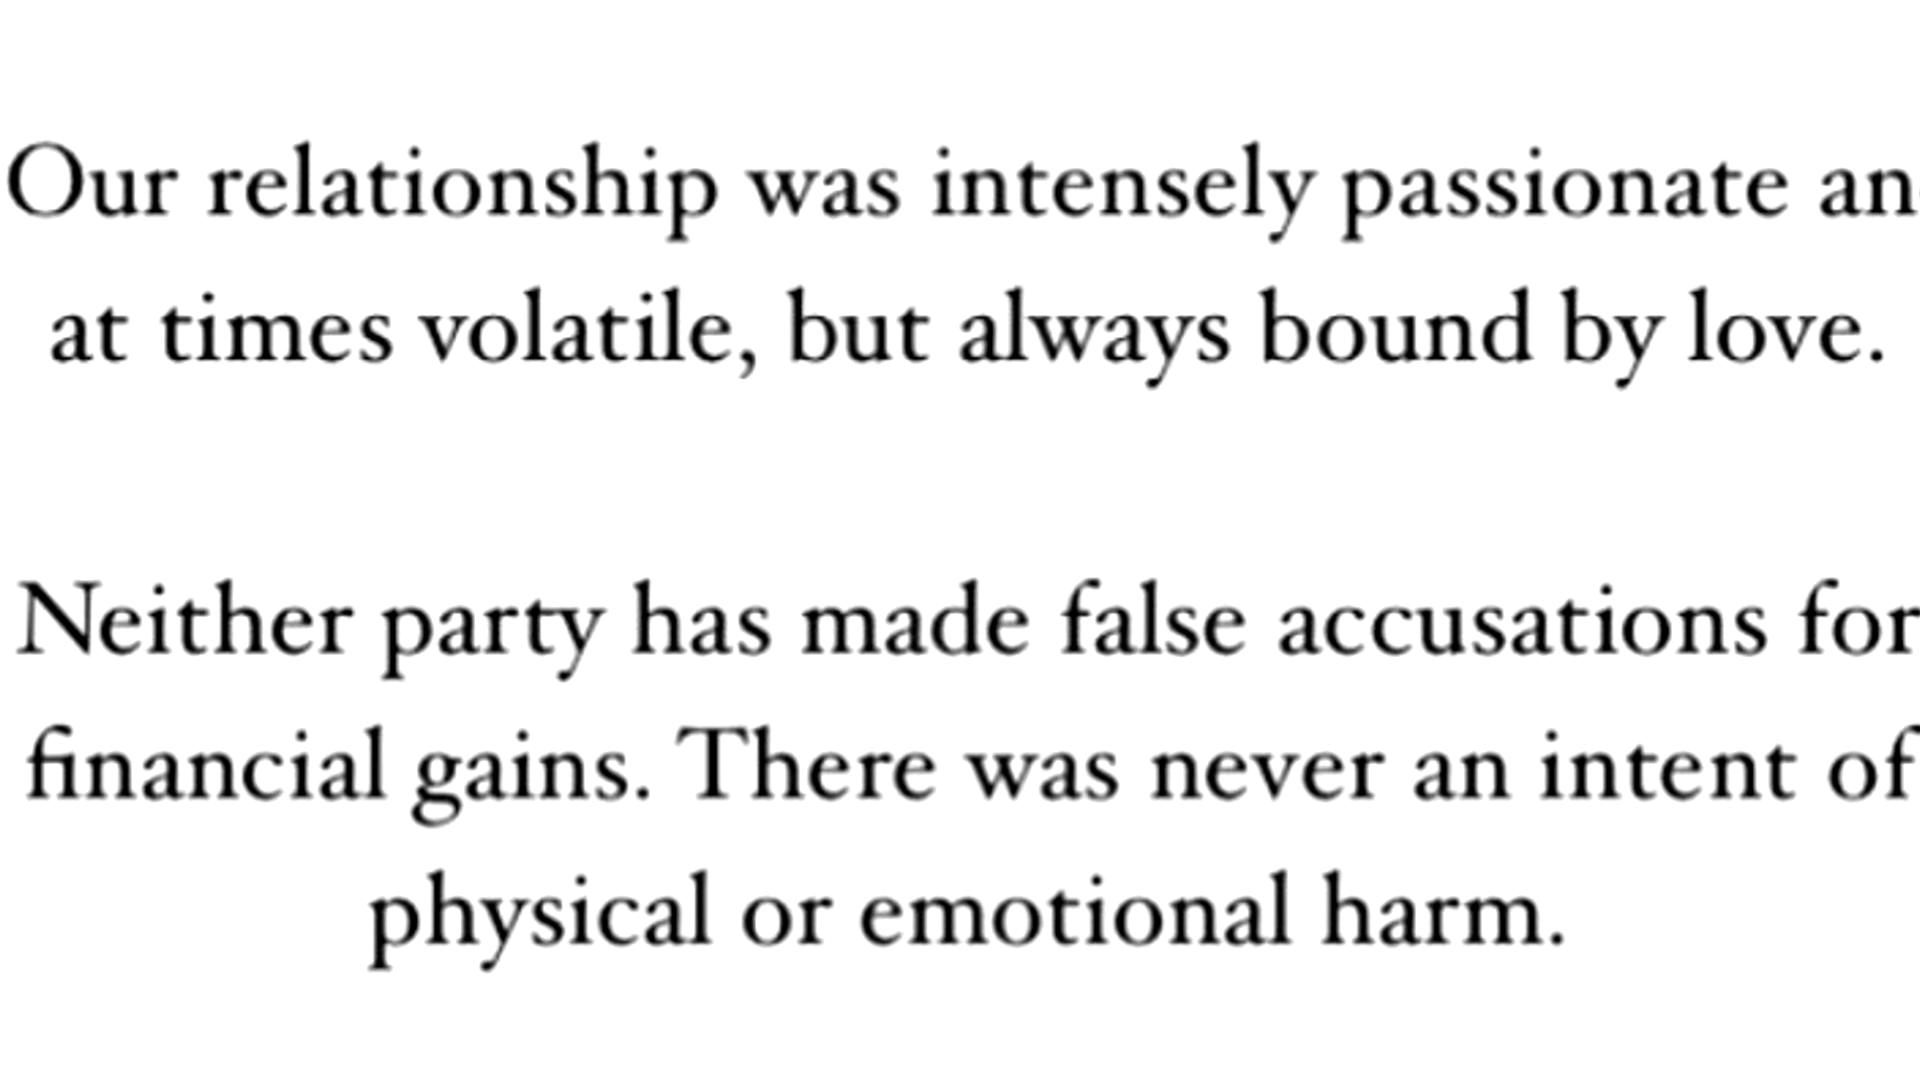 Our relationship was intensely passionate an
at times volatile, but always bound by love.
Neither party has made false accusations for
financial gains. There was never an intent of
physical or emotional harm.